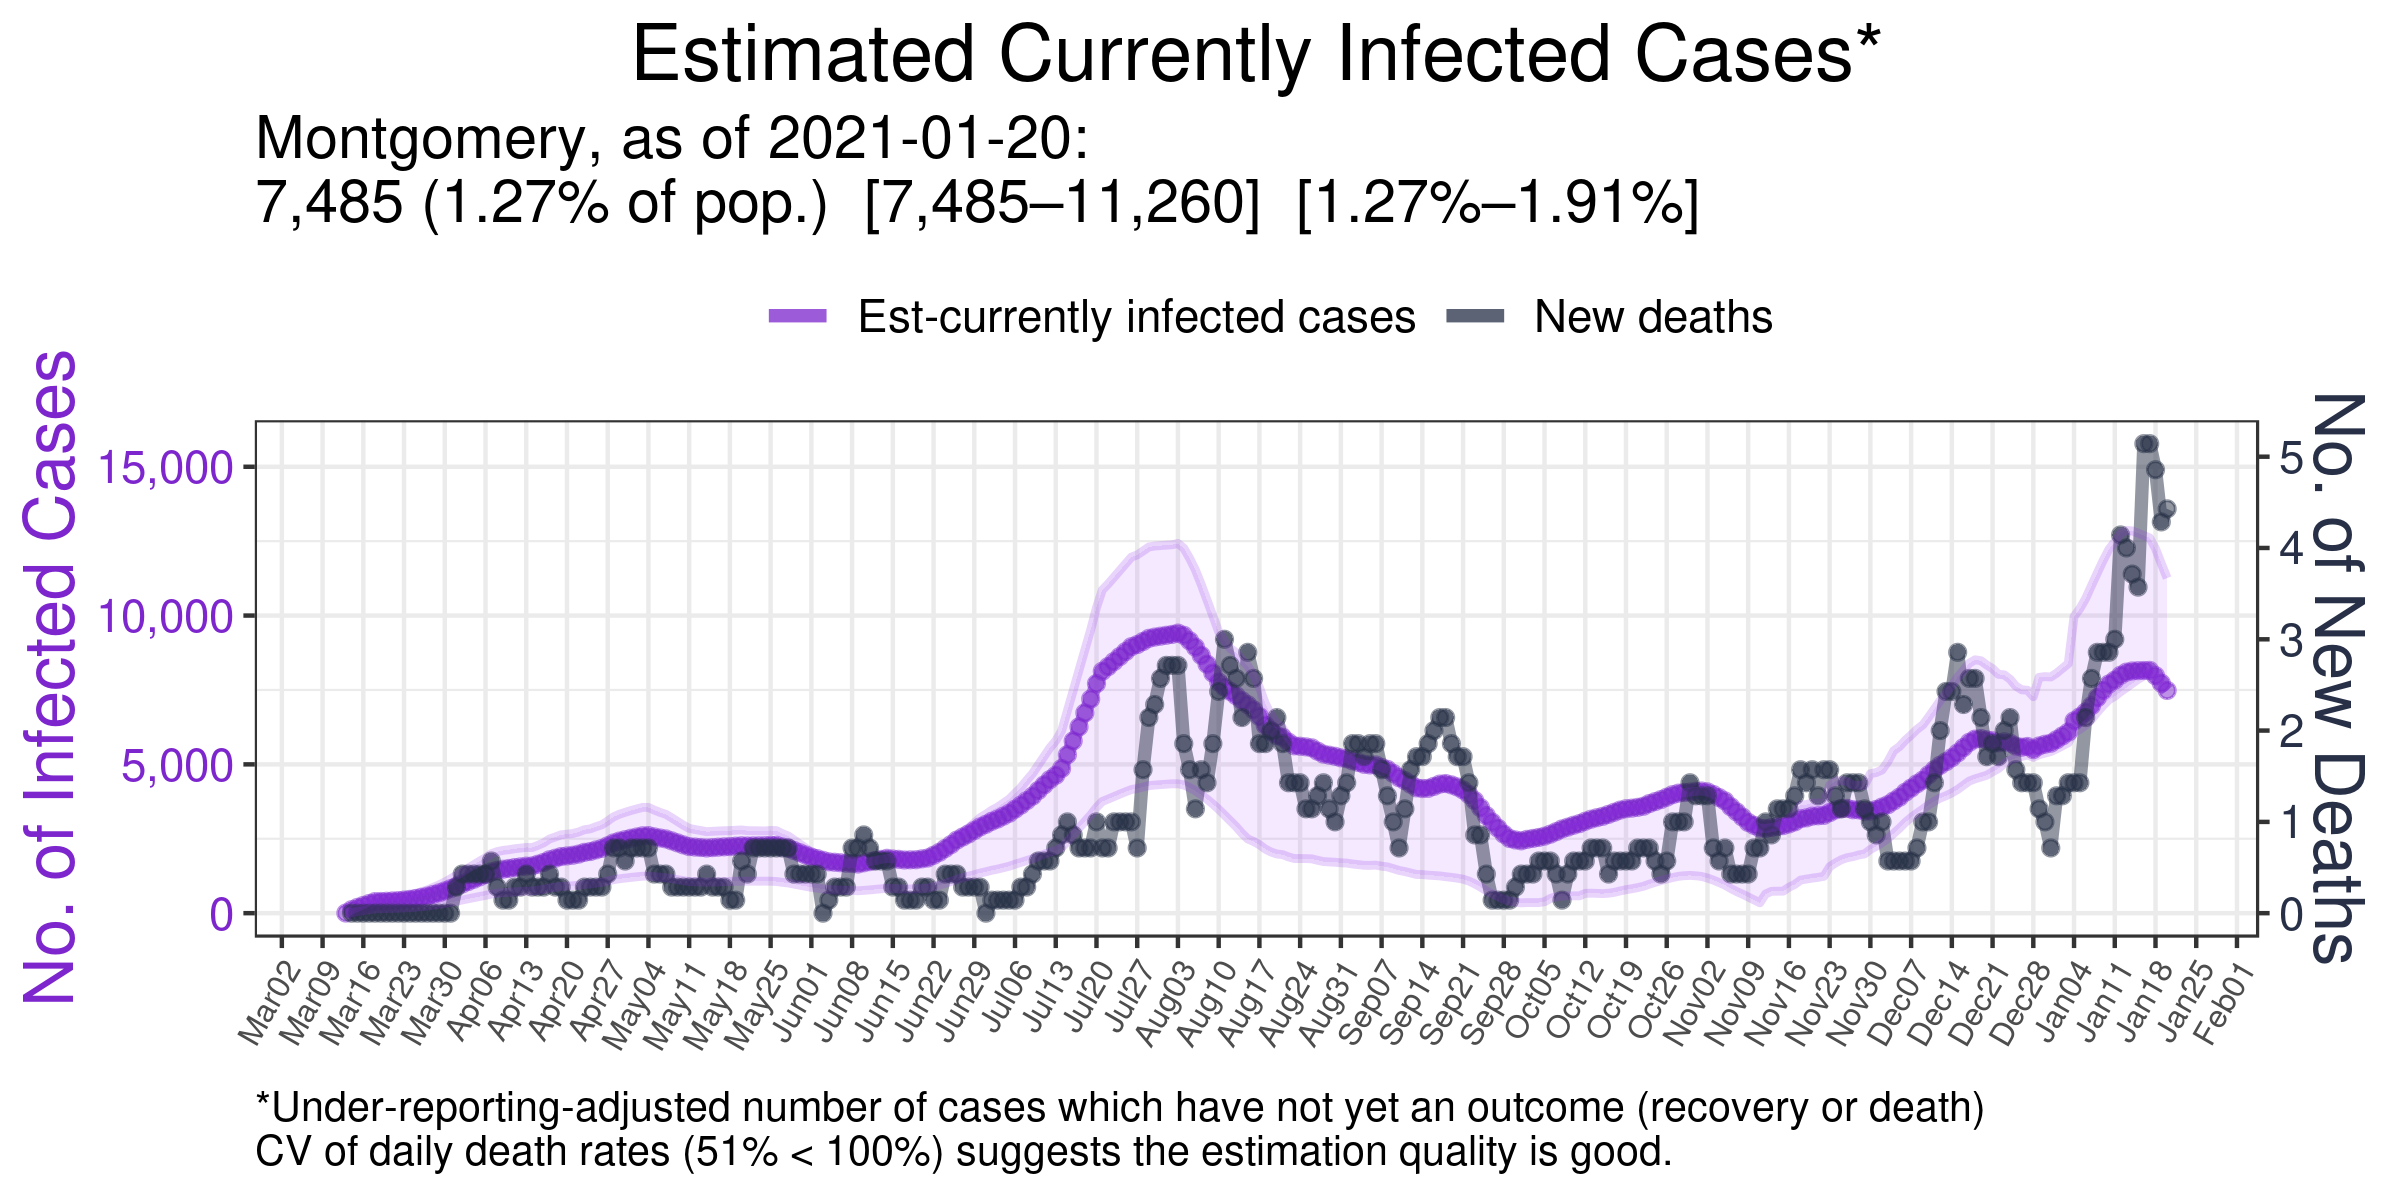 Estimated Currently Infected Cases*
Montgomery, as of 2021-01-20:
7,485 (1.27% of pop.) [7,485–11,260] [1.27%–1.91%]
Est-currently infected cases New deaths
No. of Infected Cases
15,000
10,000
5,000
0
5
4
3
2
1
0
No. of New Deaths
Mar02 Mar09 Mar16 Mar23 Mar30 Apr06 Apr13 Apr20 Apr27 May04 May11 May18 May25 Jun01 Jun08 Jun15 Jun22 Jun29 Jul06 Jul13 Jul20 Jul27 Aug03 Aug10 Aug17 Aug24 Aug31 Sep07 Sep14 Sep21 Sep28 Oct05 Oct12 Oct19 Oct26 Nov02 Nov09 Nov16 Nov23 Nov30 Dec07 Dec14 Dec21 Dec28 Jan04 Jan11 Jan18 Jan25 Feb01
*Under-reporting-adjusted number of cases which have not yet an outcome (recovery or death)
CV of daily death rates (51% < 100%) suggests the estimation quality is good.